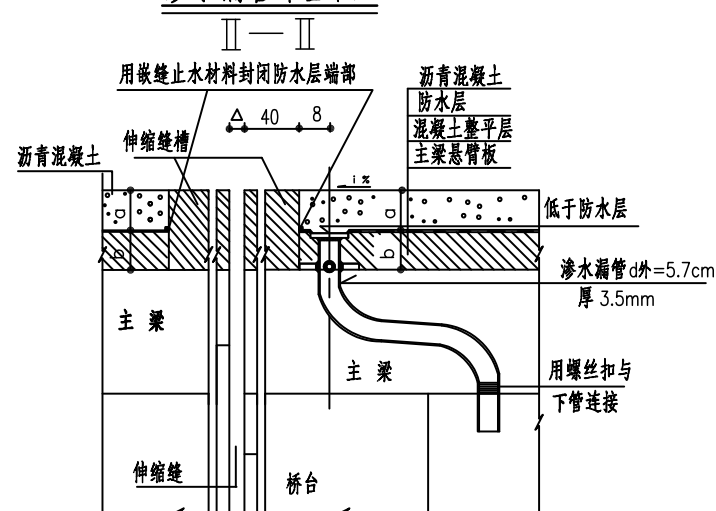 II—II
用嵌缝止水材料封闭防水层端部
沥青混凝土
防水层
混凝土整平层
主梁悬臂板
Δ 40 8
伸缩缝槽
沥青混凝土
i%
a
a
低于防水层
b
b
渗水漏管d外=5.7cm
厚 3.5mm
主 梁
主 梁
用螺丝扣与
下管连接
伸缩缝
桥台